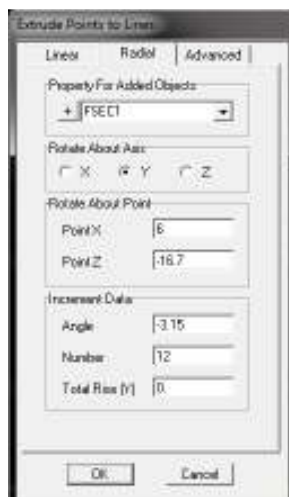 Extrude Points to Lines
Linear Radial Advanced
Property For Added Objects
+ FSEC1
Rotate About Axis
X Y Z
Rotate About Point
Point X 6
Point Z -16.7
Increment Data
Angle -3.15
Number 12
Total Rise (Y) 0.
OK Cancel